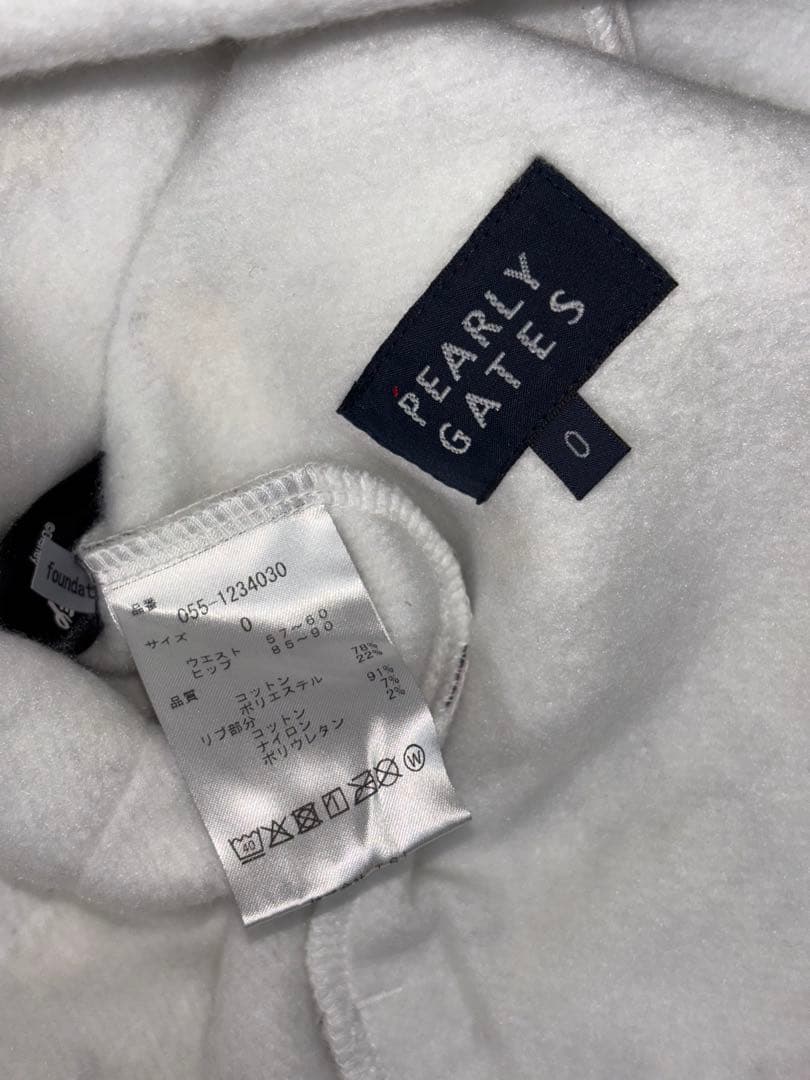 PEARLY
GATES
0
foundat
品番 055-1234030
サイズ 0
ウエスト 57～60
ヒップ 85～90
品質 コットン 78%
ポリエステル 22%
リブ部分 コットン 91%
ナイロン 7%
ポリウレタン 2%
40
W